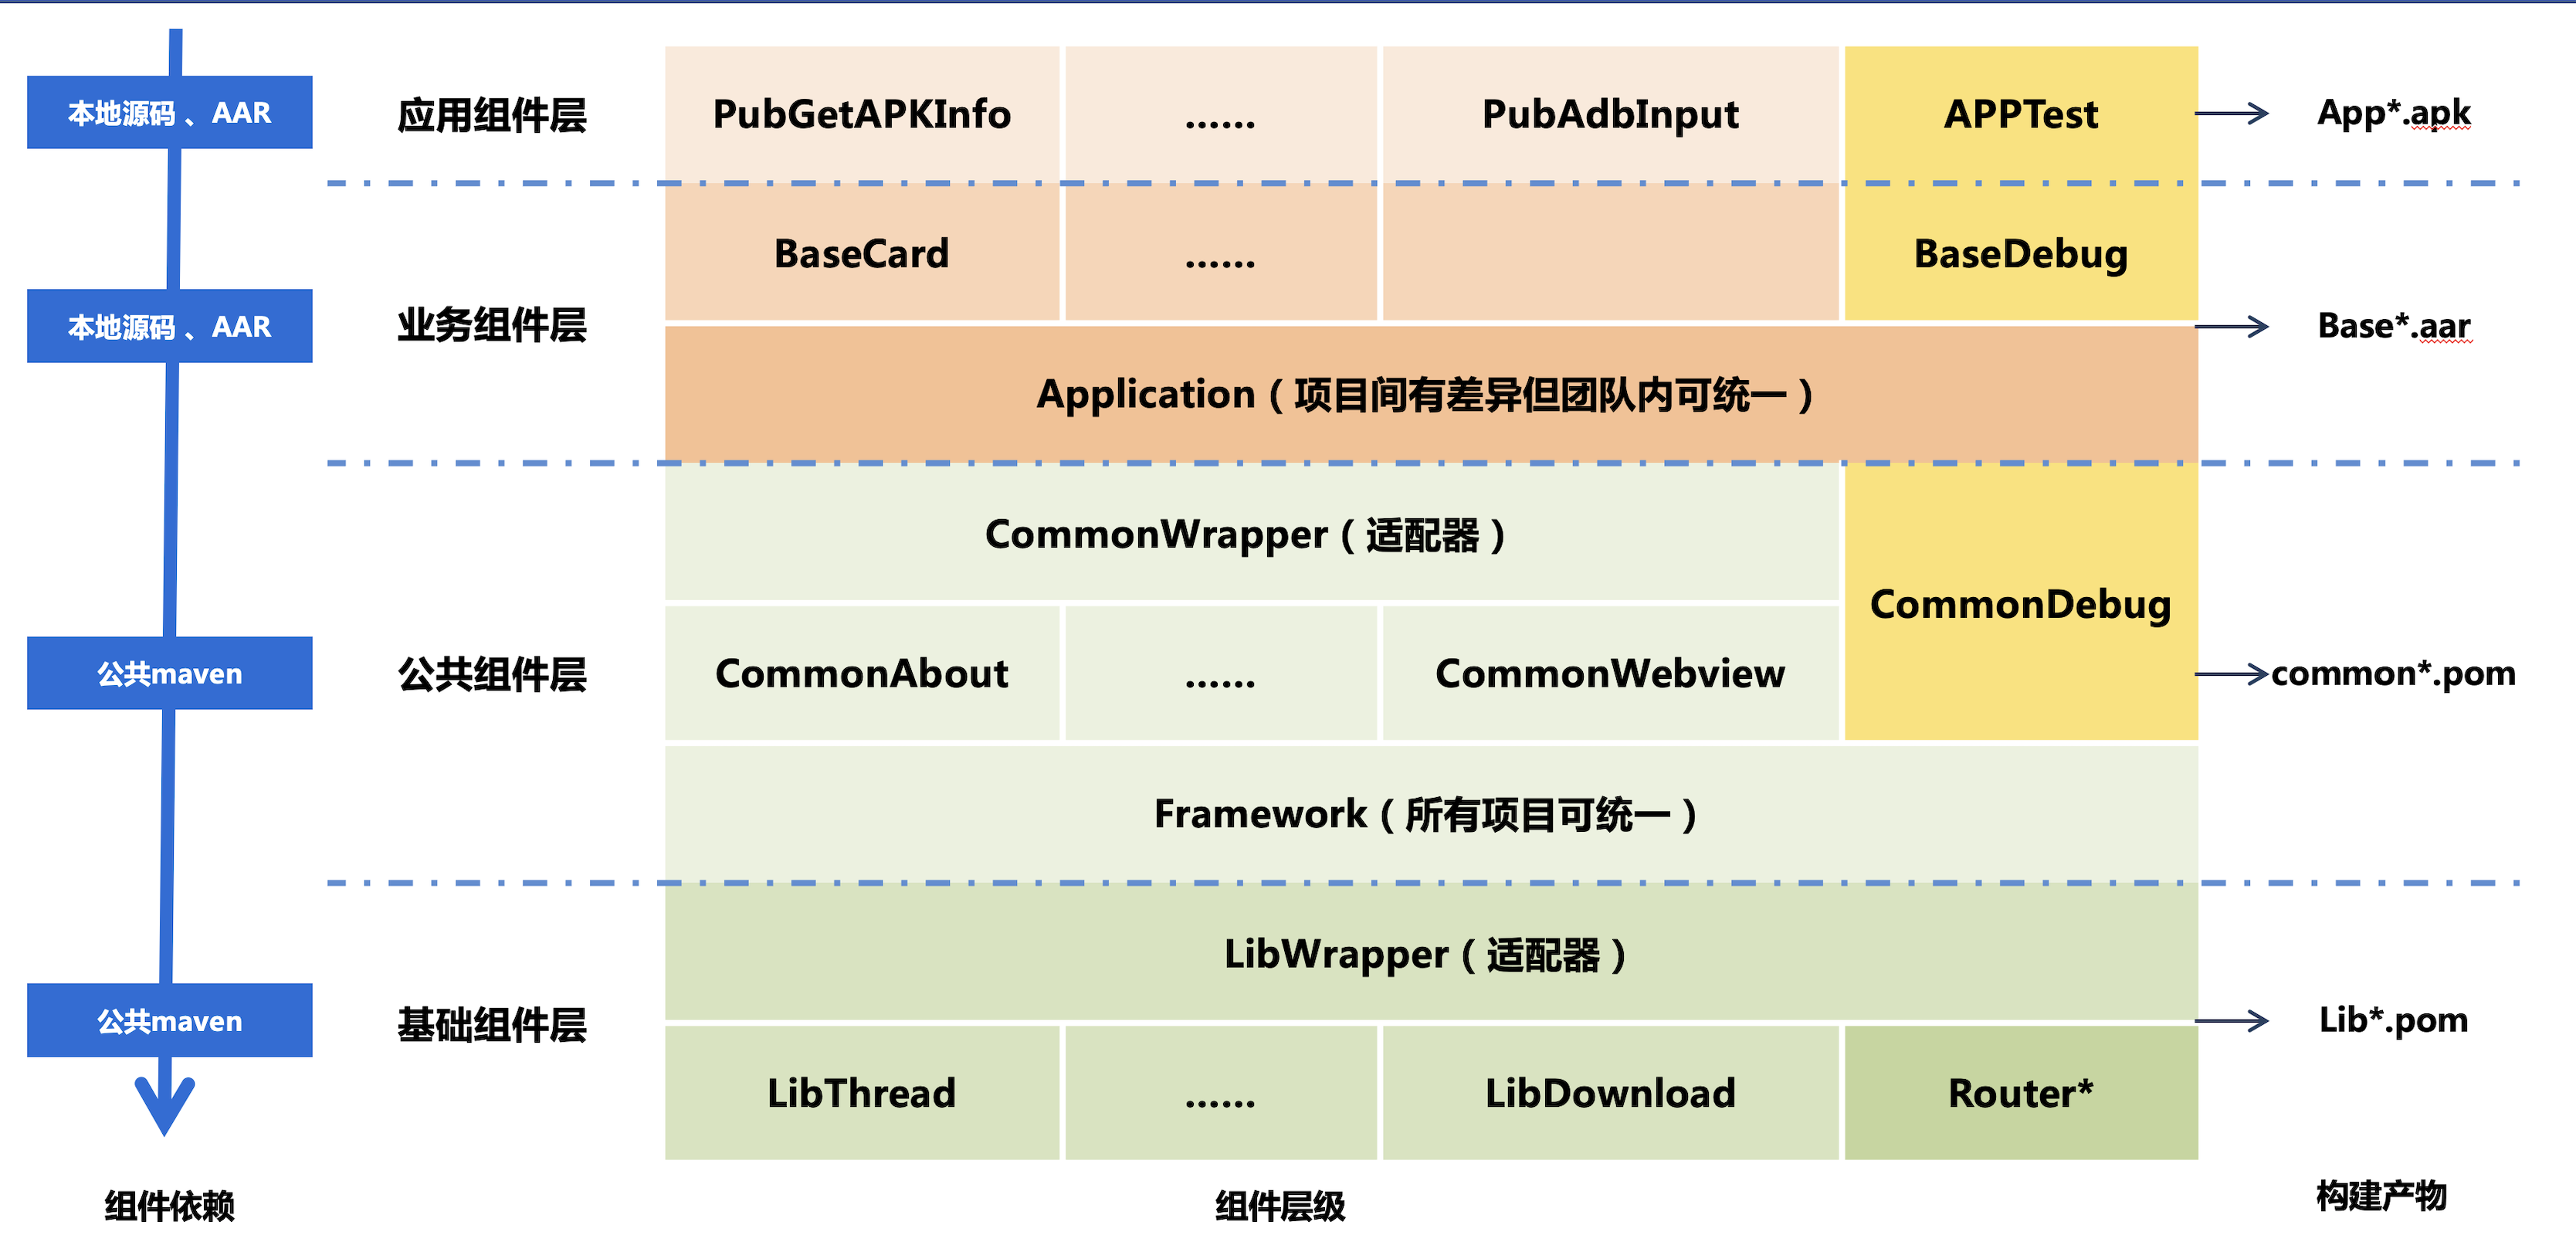 本地源码 、AAR
应用组件层
PubGetAPKInfo
......
PubAdbInput
APPTest
App*.apk
BaseCard
......
BaseDebug
本地源码 、AAR
业务组件层
Base*.aar
Application（项目间有差异但团队内可统一）
CommonWrapper（适配器）
CommonDebug
公共maven
公共组件层
CommonAbout
......
CommonWebview
common*.pom
Framework（所有项目可统一）
LibWrapper（适配器）
公共maven
基础组件层
Lib*.pom
LibThread
......
LibDownload
Router*
组件依赖
组件层级
构建产物